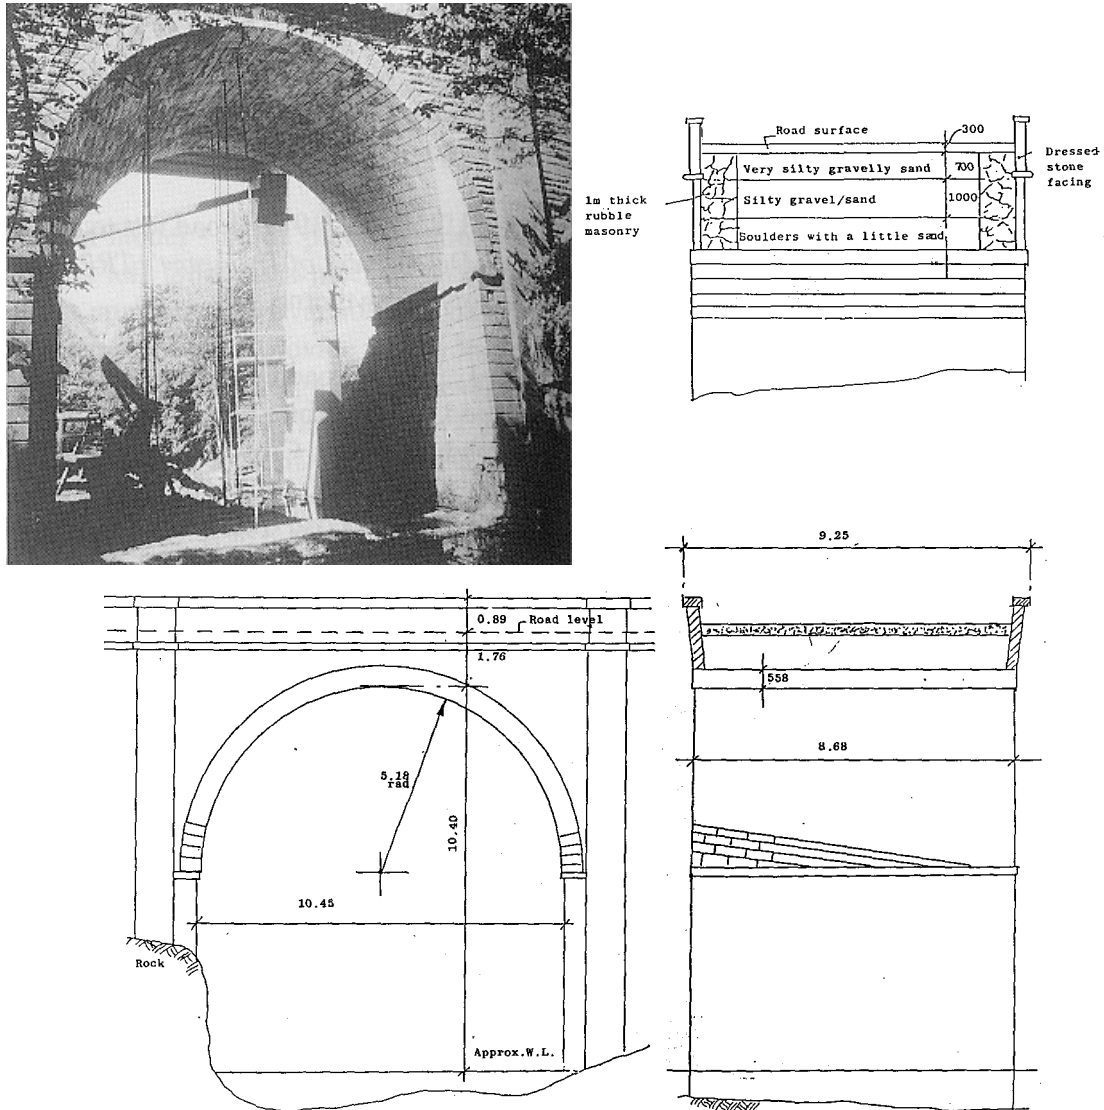 Road surface
300
Very silty gravelly sand
700
Dressed
stone
facing
1m thick
rubble
masonry
Silty gravel/sand
1000
Boulders with a little sand
9.25
0.89
Road level
1.76
558
5.18
rad
10.40
8.68
10.45
Rock
Approx.W.L.